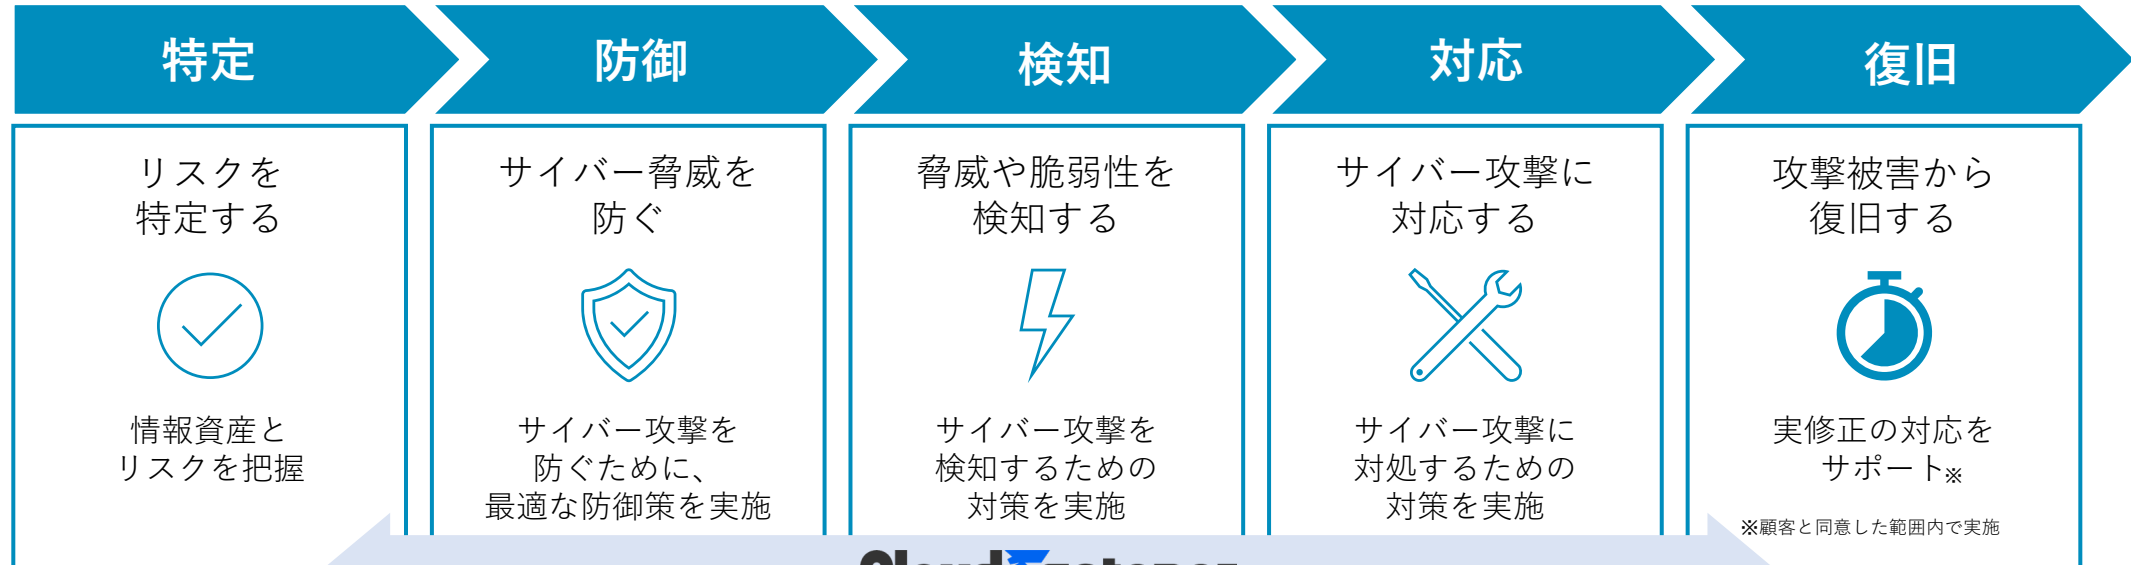 特定
防御
検知
対応
復旧
リスクを
特定する
情報資産と
リスクを把握
サイバー脅威を
防ぐ
サイバー攻撃を
防ぐために、
最適な防御策を実施
脅威や脆弱性を
検知する
サイバー攻撃を
検知するための
対策を実施
サイバー攻撃に
対応する
サイバー攻撃に
対処するための
対策を実施
攻撃被害から
復旧する
実修正の対応を
サポート※
※顧客と同意した範囲内で実施